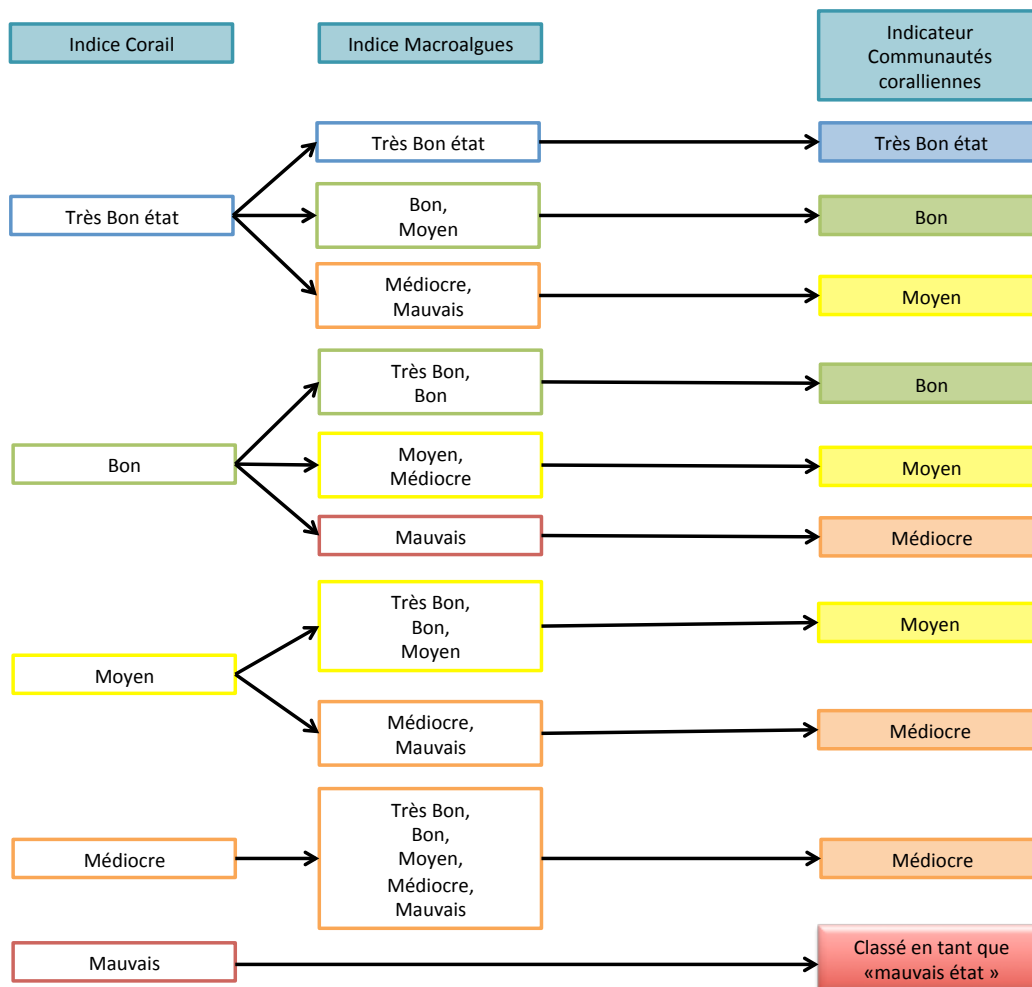 Indice Corail
Indice Macroalgues
Indicateur
Communautés
coralliennes
Très Bon état
Très Bon état
Très Bon état
Bon,
Moyen
Bon
Médiocre,
Mauvais
Moyen
Bon
Très Bon,
Bon
Bon
Moyen,
Médiocre
Moyen
Mauvais
Médiocre
Moyen
Très Bon,
Bon,
Moyen
Moyen
Médiocre,
Mauvais
Médiocre
Médiocre
Très Bon,
Bon,
Moyen,
Médiocre,
Mauvais
Médiocre
Mauvais
Classé en tant que
«mauvais état »